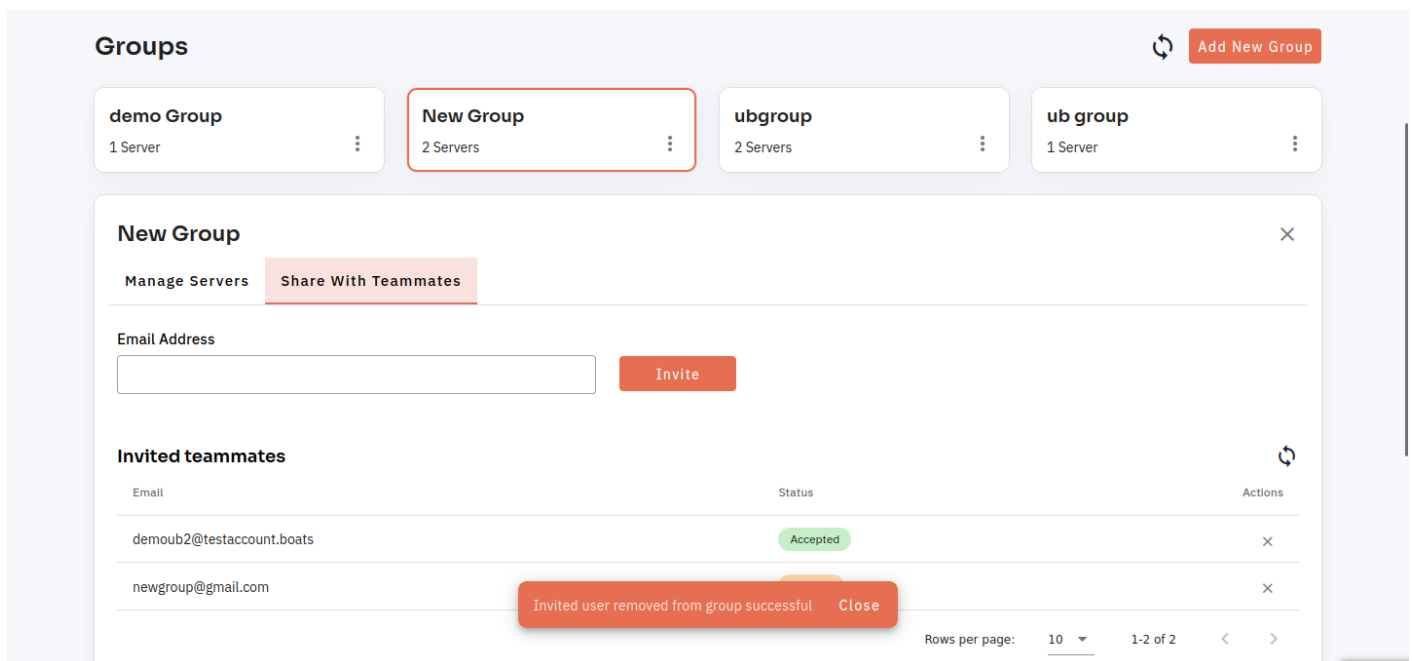 Groups
Add New Group
demo Group
New Group
ubgroup
ub group
1 Server
2 Servers
2 Servers
1 Server
New Group
Manage Servers
Share With Teammates
Email Address
Invite
Invited teammates
Email Status Actions
demoub2@testaccount.boats Accepted
newgroup@gmail.com
Invited user removed from group successful Close
Rows per page: 10 1-2 of 2